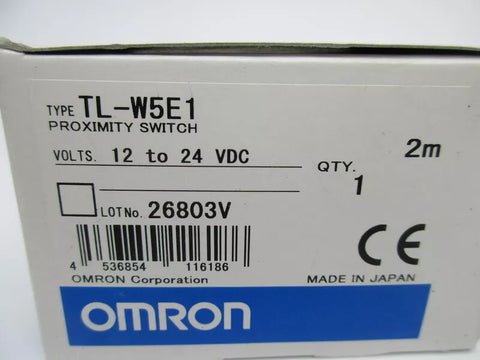 TYPE TL-W5E1
PROXIMITY SWITCH
VOLTS. 12 to 24 VDC
QTY. 1
2m
LOT No. 26803V
4 536854 116186
OMRON Corporation
CE
MADE IN JAPAN
OMRON